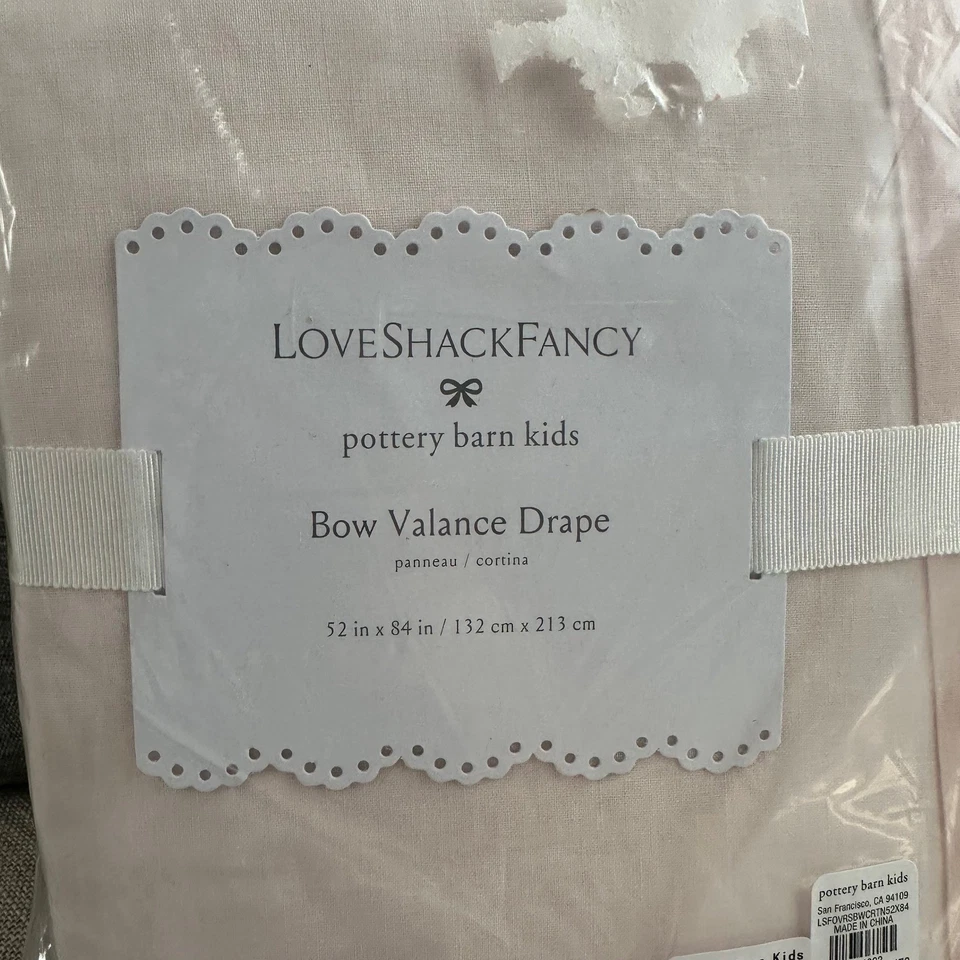 LOVESHACKFANCY
pottery barn kids
Bow Valance Drape
panneau / cortina
52 in x 84 in / 132 cm x 213 cm
pottery barn kids
San Francisco, CA 94109
LSFOVRSBWCRTN52X84
MADE IN CHINA
Kids